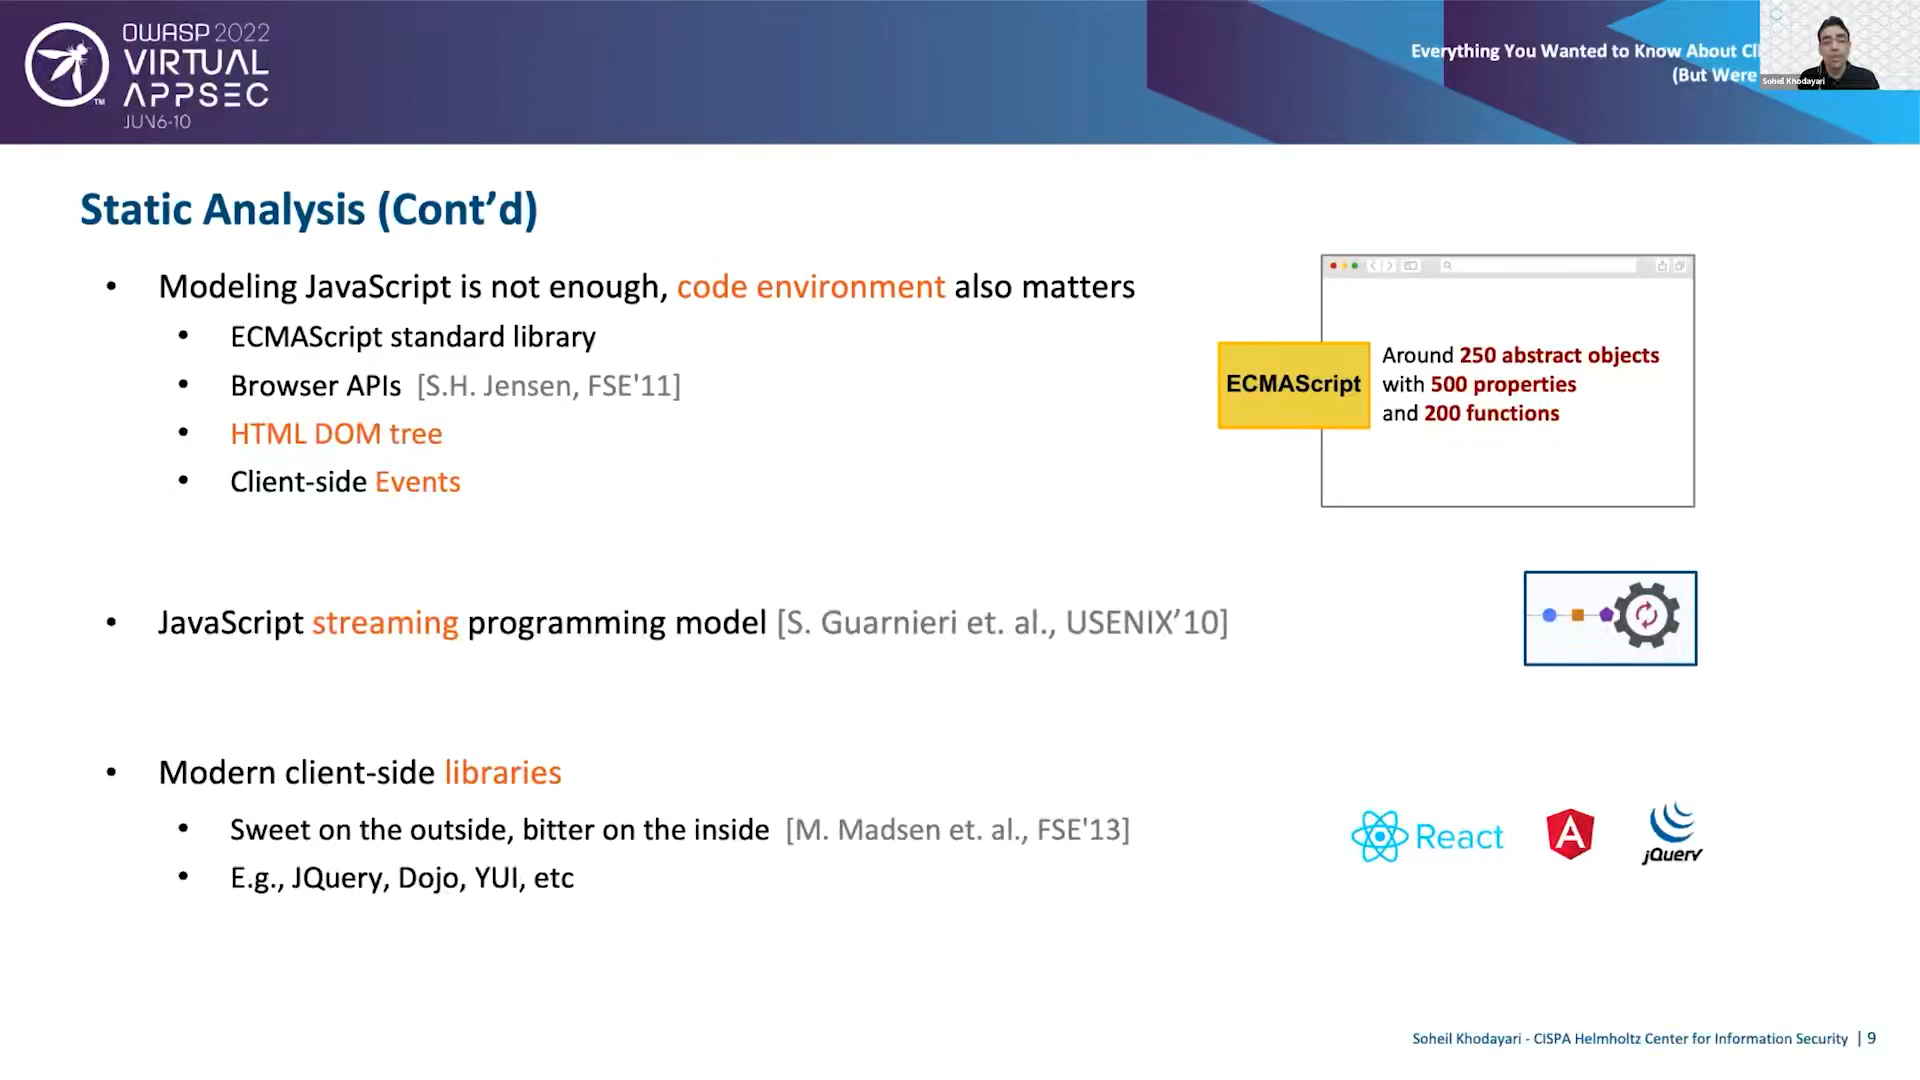 OWASP 2022
VIRTUAL
APPSEC
JUN6-10
TM
Everything You Wanted to Know About
(But Were
Soheil Khodayari
Static Analysis (Cont’d)
• Modeling JavaScript is not enough, code environment also matters
• ECMAScript standard library
• Browser APIs [S.H. Jensen, FSE'11]
• HTML DOM tree
• Client-side Events
ECMAScript
Around 250 abstract objects
with 500 properties
and 200 functions
• JavaScript streaming programming model [S. Guarnieri et. al., USENIX’10]
• Modern client-side libraries
• Sweet on the outside, bitter on the inside [M. Madsen et. al., FSE'13]
• E.g., JQuery, Dojo, YUI, etc
React
A
jQuery
Soheil Khodayari - CISPA Helmholtz Center for Information Security | 9